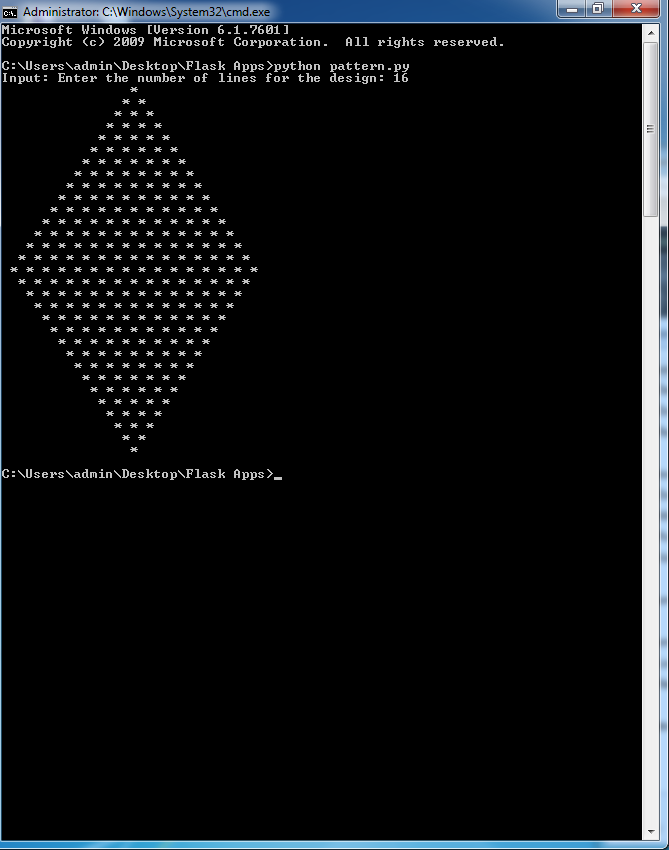 Administrator: C:\Windows\System32\cmd.exe
Microsoft Windows [Version 6.1.7601]
Copyright (c) 2009 Microsoft Corporation.  All rights reserved.

C:\Users\admin\Desktop\Flask Apps>python pattern.py
Input: Enter the number of lines for the design: 16
                *
               * *
              * * *
             * * * *
            * * * * *
           * * * * * *
          * * * * * * *
         * * * * * * * *
        * * * * * * * * *
       * * * * * * * * * *
      * * * * * * * * * * *
     * * * * * * * * * * * *
    * * * * * * * * * * * * *
   * * * * * * * * * * * * * *
  * * * * * * * * * * * * * * *
 * * * * * * * * * * * * * * * *
  * * * * * * * * * * * * * * *
   * * * * * * * * * * * * * *
    * * * * * * * * * * * * *
     * * * * * * * * * * * *
      * * * * * * * * * * *
       * * * * * * * * * *
        * * * * * * * * *
         * * * * * * * *
          * * * * * * *
           * * * * * *
            * * * * *
             * * * *
              * * *
               * *
                *

C:\Users\admin\Desktop\Flask Apps>_